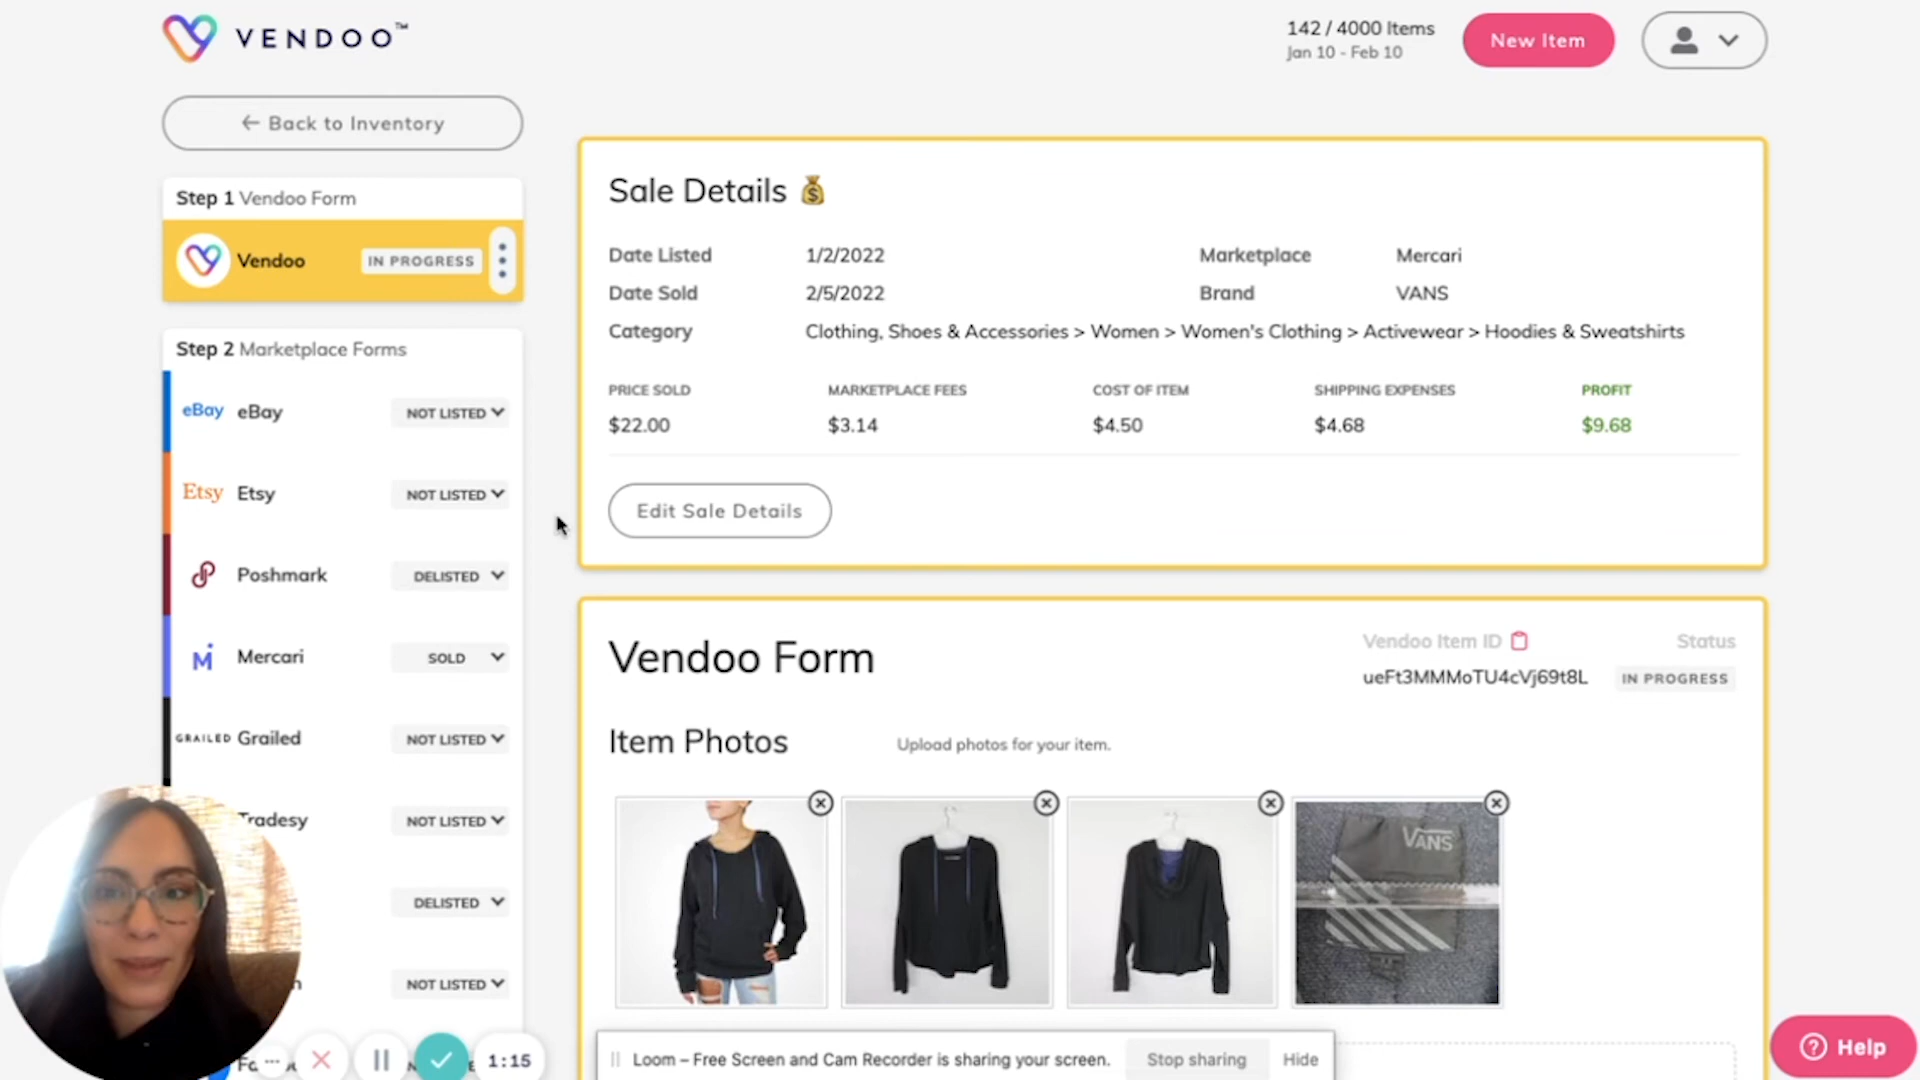 VENDOO™
142 / 4000 Items
Jan 10 - Feb 10
New Item
← Back to Inventory
Step 1 Vendoo Form
Vendoo IN PROGRESS
Step 2 Marketplace Forms
eBay eBay NOT LISTED
Etsy Etsy NOT LISTED
Poshmark DELISTED
Mercari SOLD
GRAILED Grailed NOT LISTED
Tradesy NOT LISTED
DELISTED
NOT LISTED
1:15
Sale Details
Date Listed 1/2/2022 Marketplace Mercari
Date Sold 2/5/2022 Brand VANS
Category Clothing, Shoes & Accessories > Women > Women's Clothing > Activewear > Hoodies & Sweatshirts
PRICE SOLD MARKETPLACE FEES COST OF ITEM SHIPPING EXPENSES PROFIT
$22.00 $3.14 $4.50 $4.68 $9.68
Edit Sale Details
Vendoo Form
Vendoo Item ID Status
ueFt3MMMoTU4cVj69t8L IN PROGRESS
Item Photos Upload photos for your item.
VANS
Loom – Free Screen and Cam Recorder is sharing your screen. Stop sharing Hide
Help